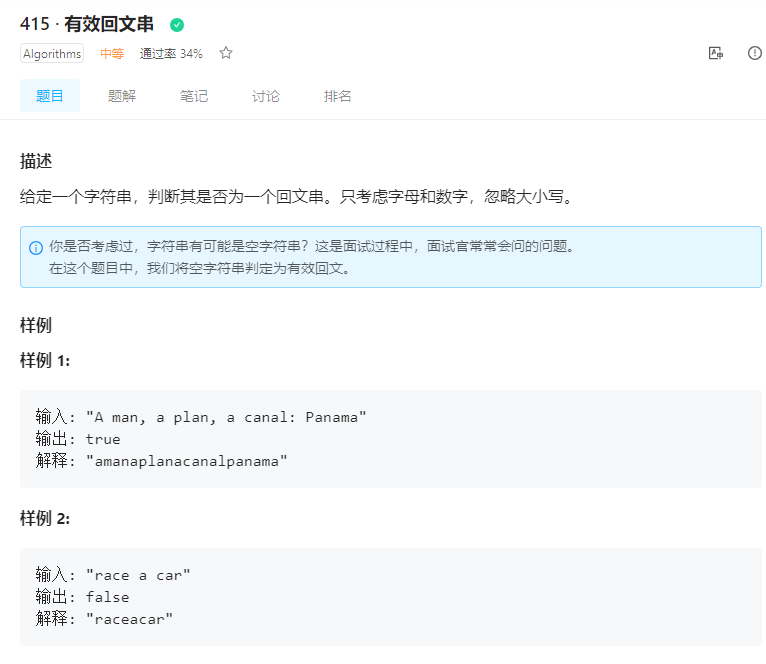 415 · 有效回文串
Algorithms 中等 通过率 34%
题目 题解 笔记 讨论 排名
描述
给定一个字符串，判断其是否为一个回文串。只考虑字母和数字，忽略大小写。
你是否考虑过，字符串有可能是空字符串？这是面试过程中，面试官常常会问的问题。
在这个题目中，我们将空字符串判定为有效回文。
样例
样例 1:
输入: "A man, a plan, a canal: Panama"
输出: true
解释: "amanaplanacanalpanama"
样例 2:
输入: "race a car"
输出: false
解释: "raceacar"